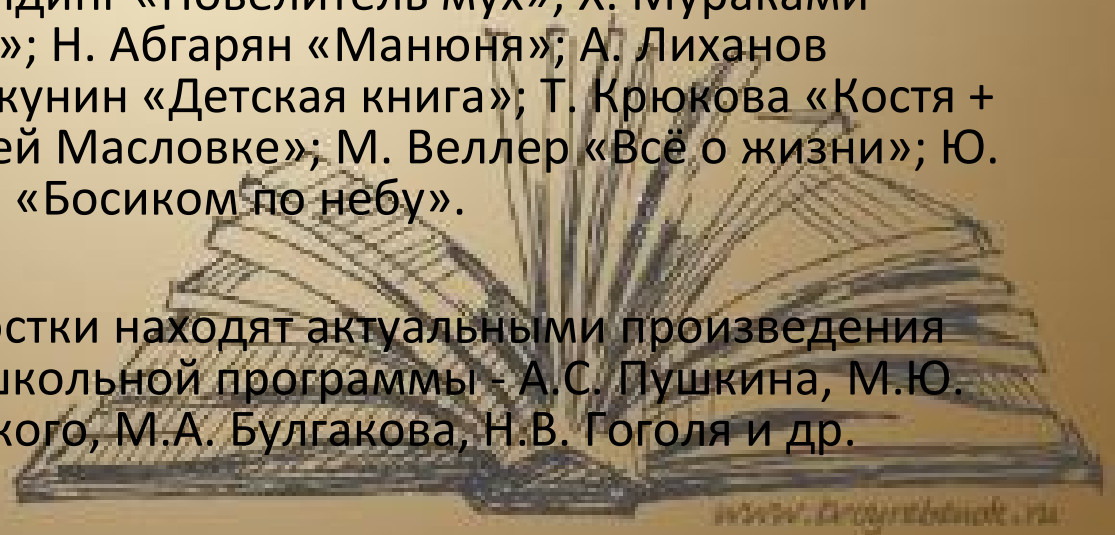 «Повелитель мух»; Х. Мураками
»; Н. Абгарян «Манюня»; А. Лиханов
кунин «Детская книга»; Т. Крюкова «Костя +
ей Масловке»; М. Веллер «Всё о жизни»; Ю.
«Босиком по небу».
остки находят актуальными произведения
школьной программы - А.С. Пушкина, М.Ю.
кого, М.А. Булгакова, Н.В. Гоголя и др.